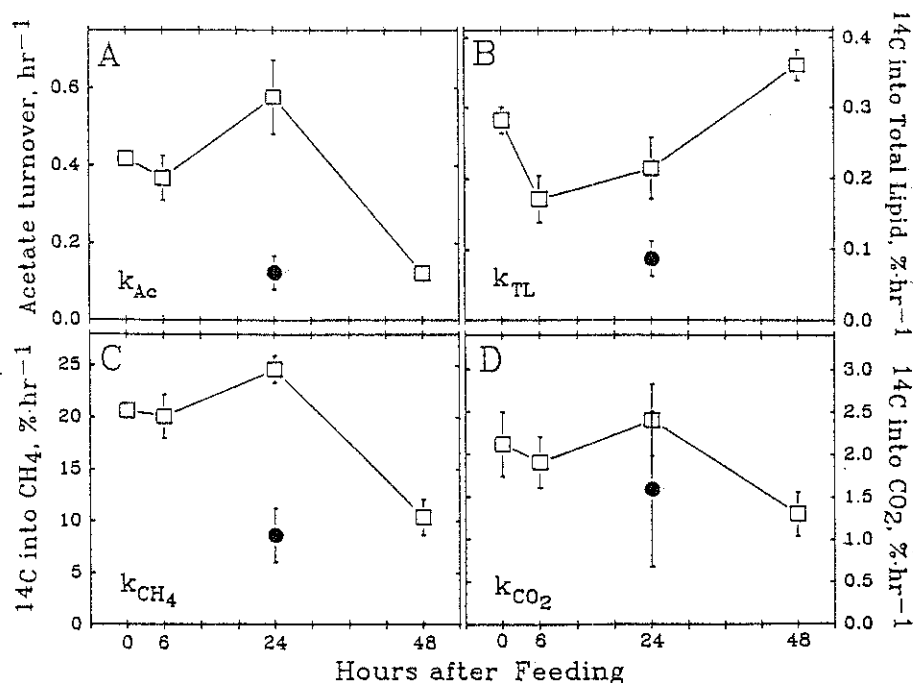 A
Acetate turnover, hr−1
0.6
0.4
0.2
0.0
kAc
B
14C into Total Lipid, %·hr−1
0.4
0.3
0.2
0.1
0.0
kTL
C
14C into CH4, %·hr−1
25
20
15
10
5
0
kCH4
D
14C into CO2, %·hr−1
3.0
2.5
2.0
1.5
1.0
0.5
0.0
kCO2
0 6 24 48
0 6 24 48
Hours after Feeding